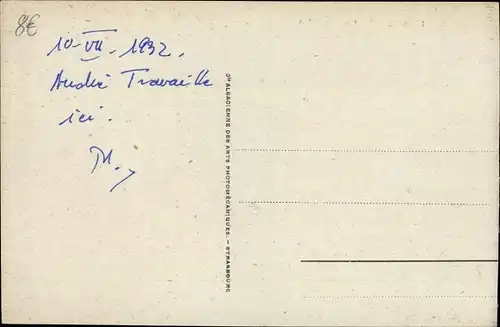 8€
10-VII. 1932.
André Travaille
ici.
M.
Cie ALSACIENNE DES ARTS PHOTOMÉCANIQUES. - STRASBOURG